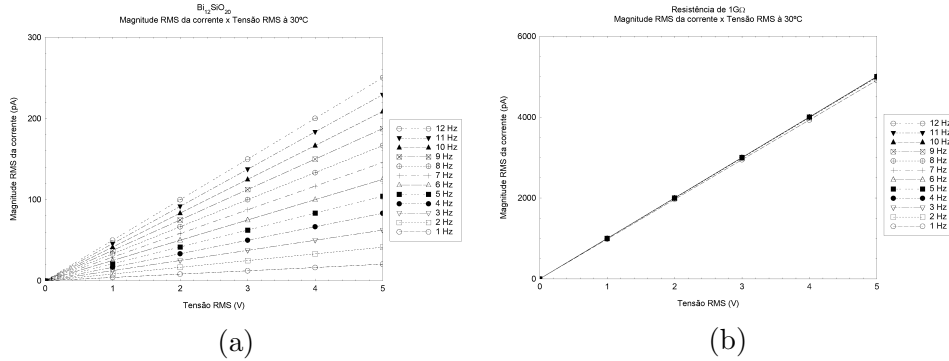 Bi₁₂SiO₂₀
Magnitude RMS da corrente x Tensão RMS à 30ºC
Magnitude RMS da corrente (pA)
300
200
100
0
0 1 2 3 4 5
Tensão RMS (V)
12 Hz
11 Hz
10 Hz
9 Hz
8 Hz
7 Hz
6 Hz
5 Hz
4 Hz
3 Hz
2 Hz
1 Hz
(a)
Resistência de 1GΩ
Magnitude RMS da corrente x Tensão RMS à 30ºC
Magnitude RMS da corrente (pA)
6000
4000
2000
0
0 1 2 3 4 5
Tensão RMS (V)
12 Hz
11 Hz
10 Hz
9 Hz
8 Hz
7 Hz
6 Hz
5 Hz
4 Hz
3 Hz
2 Hz
1 Hz
(b)